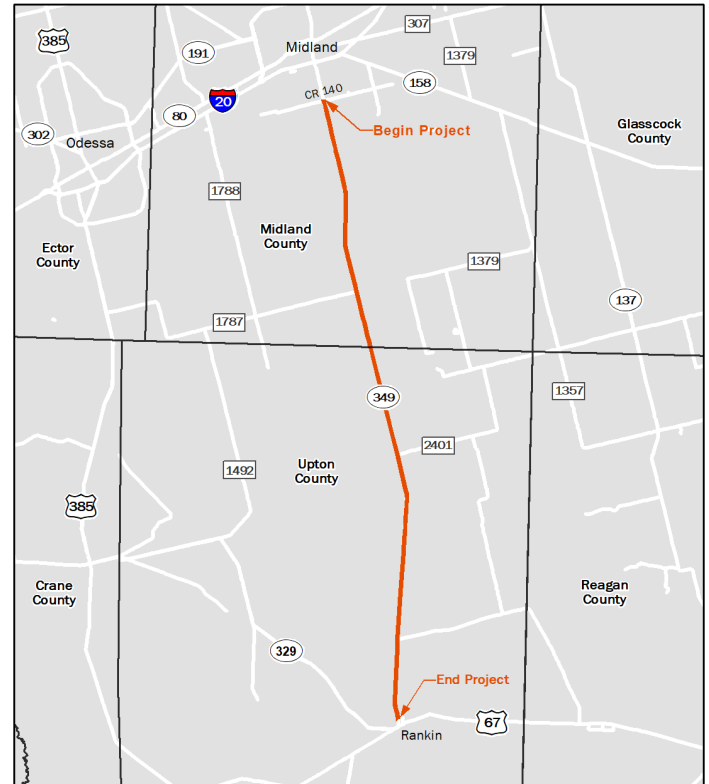 385
307
Midland
191
1379
CR 140
158
20
80
Begin Project
302
Odessa
Glasscock
County
1788
Midland
County
Ector
County
1379
137
1787
349
1357
2401
1492
Upton
County
385
Crane
County
Reagan
County
329
End Project
67
Rankin